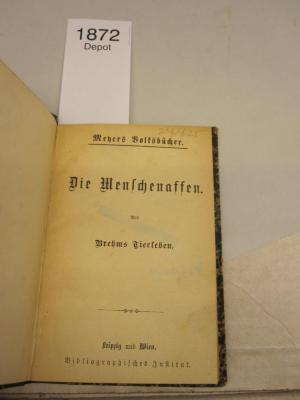 1872
Depot
Meyers Volksbücher.
Die Menschenaffen.
Aus
Brehms Tierleben.
Leipzig und Wien.
Bibliographisches Institut.